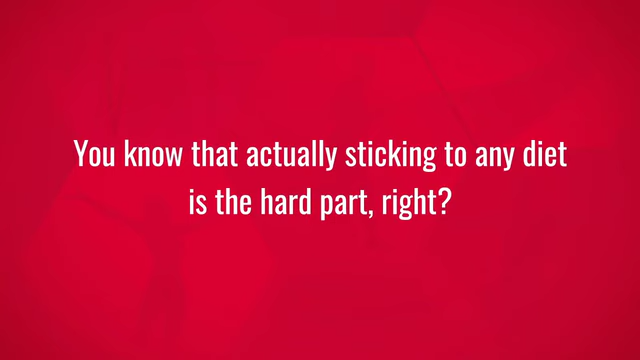 You know that actually sticking to any diet
is the hard part, right?